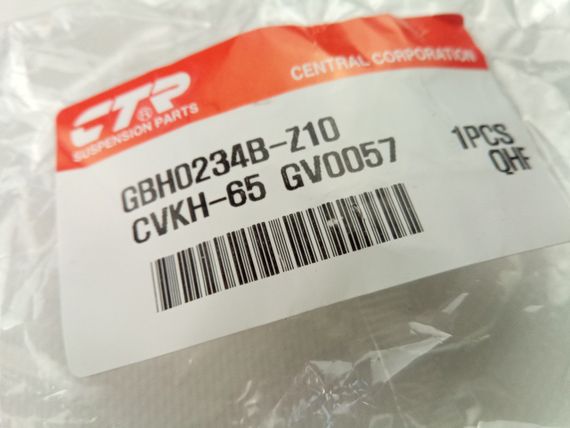 CTR®
SUSPENSION PARTS
CENTRAL CORPORATION
GBH0234B-Z10
CVKH-65 GV0057
1PCS
QHF